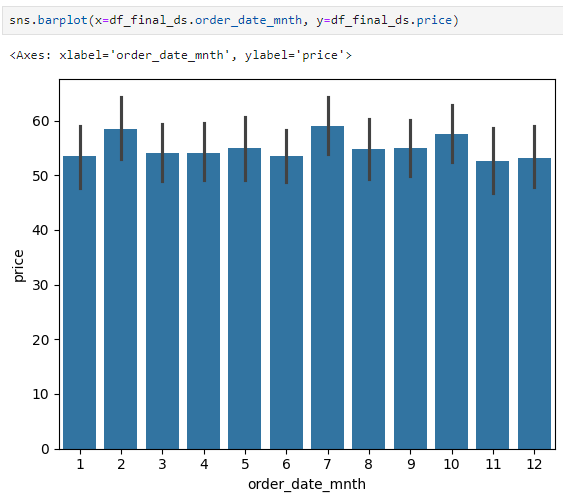 sns.barplot(x=df_final_ds.order_date_mnth, y=df_final_ds.price)
<Axes: xlabel='order_date_mnth', ylabel='price'>
60
50
40
30
20
10
0
price
1 2 3 4 5 6 7 8 9 10 11 12
order_date_mnth